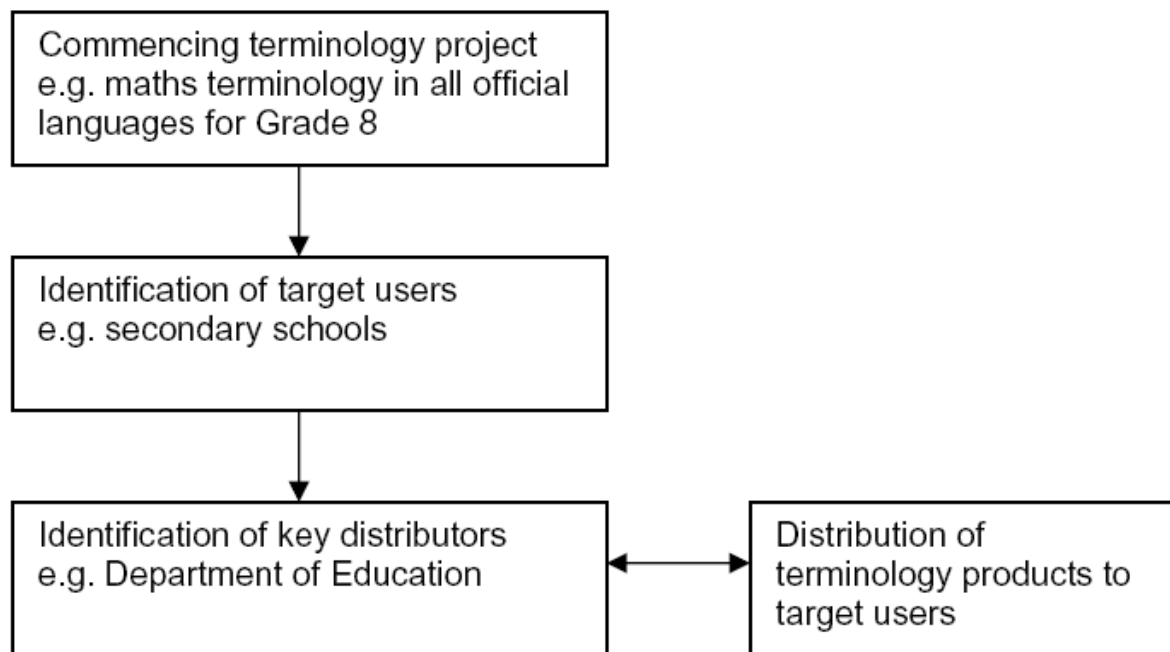 Commencing terminology project
e.g. maths terminology in all official
languages for Grade 8
Identification of target users
e.g. secondary schools
Identification of key distributors
e.g. Department of Education
Distribution of
terminology products to
target users